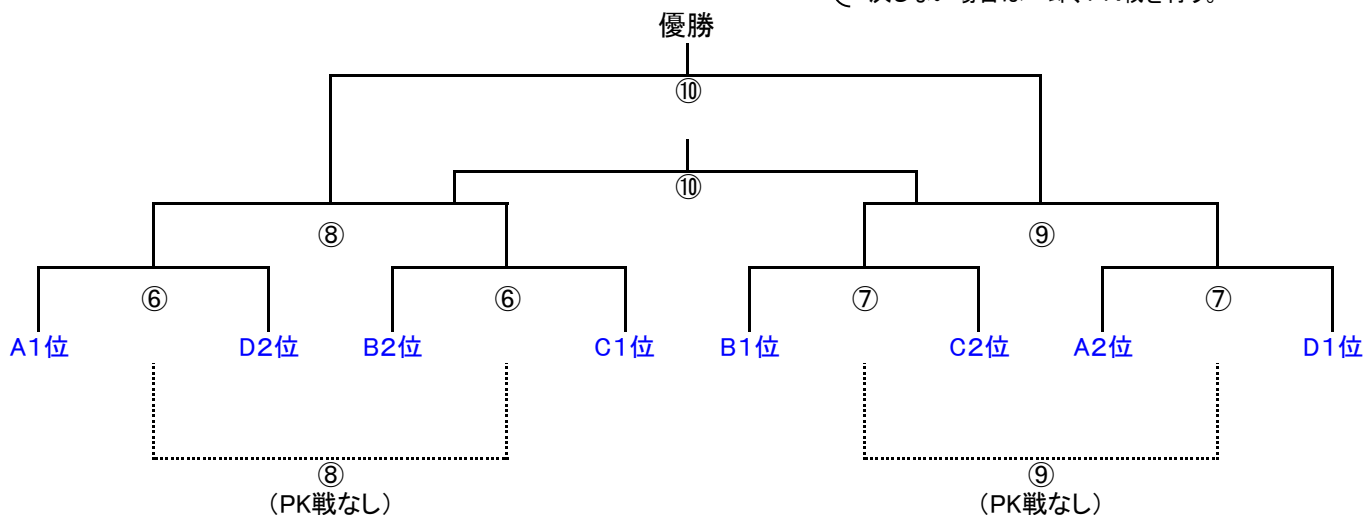 優勝
⑩
⑩
⑧ ⑨
⑥ ⑥ ⑦ ⑦
A1位 D2位 B2位 C1位 B1位 C2位 A2位 D1位
⑧ ⑨
(PK戦なし) (PK戦なし)